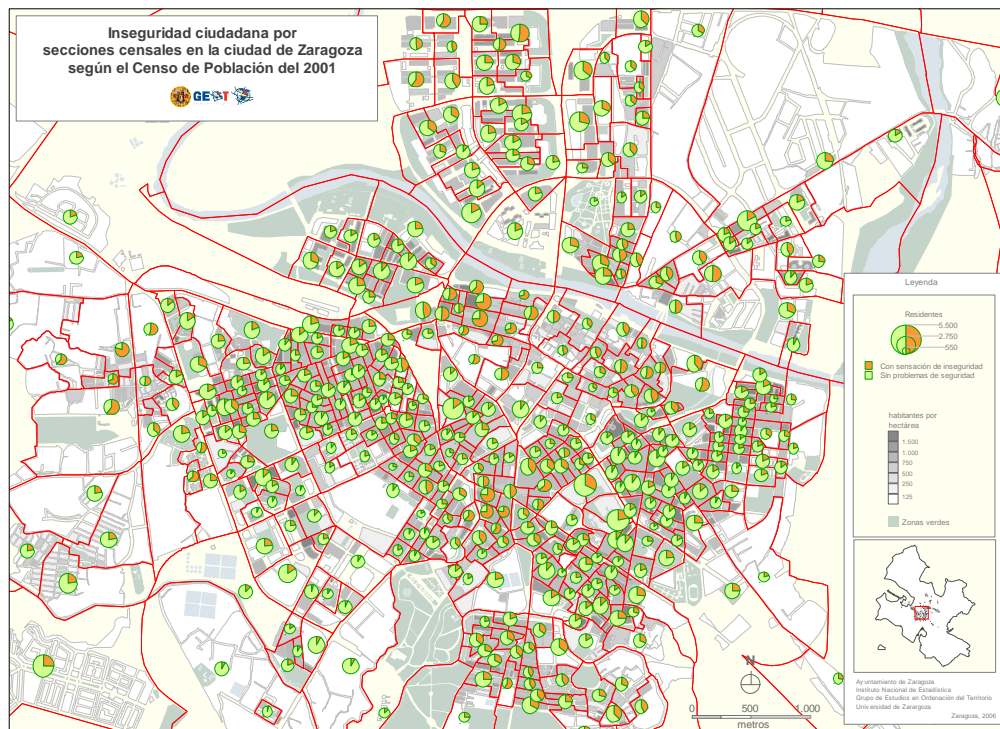 Inseguridad ciudadana por
secciones censales en la ciudad de Zaragoza
según el Censo de Población del 2001
GEOT
Leyenda
Residentes
5.500
2.750
550
Con sensación de inseguridad
Sin problemas de seguridad
habitantes por
hectárea
1.500
1.000
750
500
250
125
Zonas verdes
N
0 500 1.000
metros
Ayuntamiento de Zaragoza
Instituto Nacional de Estadística
Grupo de Estudios en Ordenación del Territorio
Universidad de Zaragoza
Zaragoza, 2006